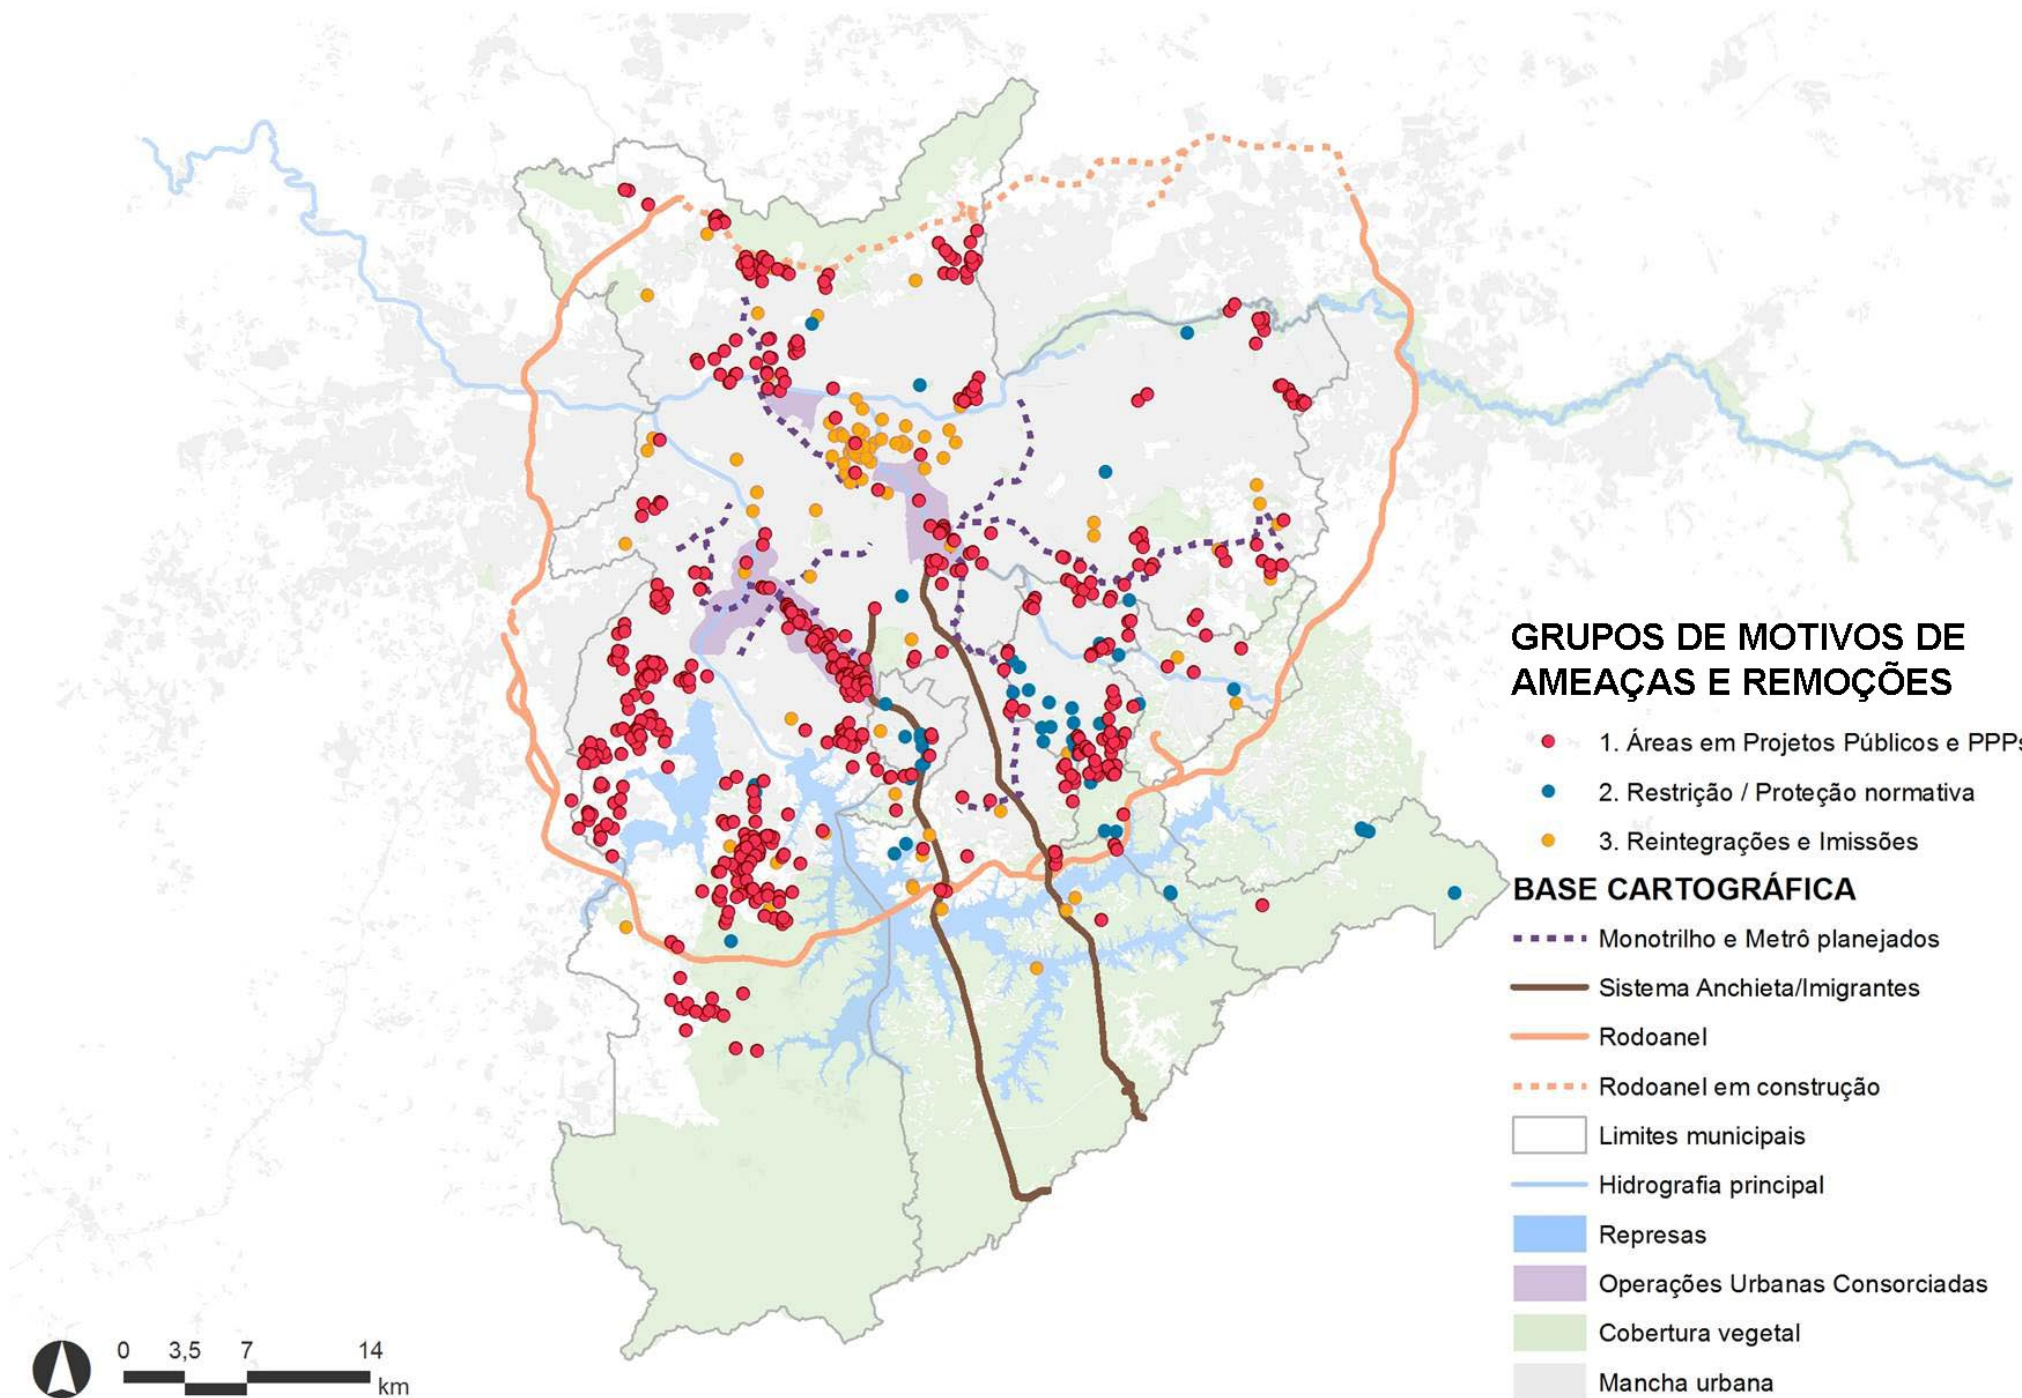 GRUPOS DE MOTIVOS DE
AMEAÇAS E REMOÇÕES
1. Áreas em Projetos Públicos e PPPs
2. Restrição / Proteção normativa
3. Reintegrações e Imissões
BASE CARTOGRÁFICA
Monotrilho e Metrô planejados
Sistema Anchieta/Imigrantes
Rodoanel
Rodoanel em construção
Limites municipais
Hidrografia principal
Represas
Operações Urbanas Consorciadas
Cobertura vegetal
Mancha urbana
0 3,5 7 14
km